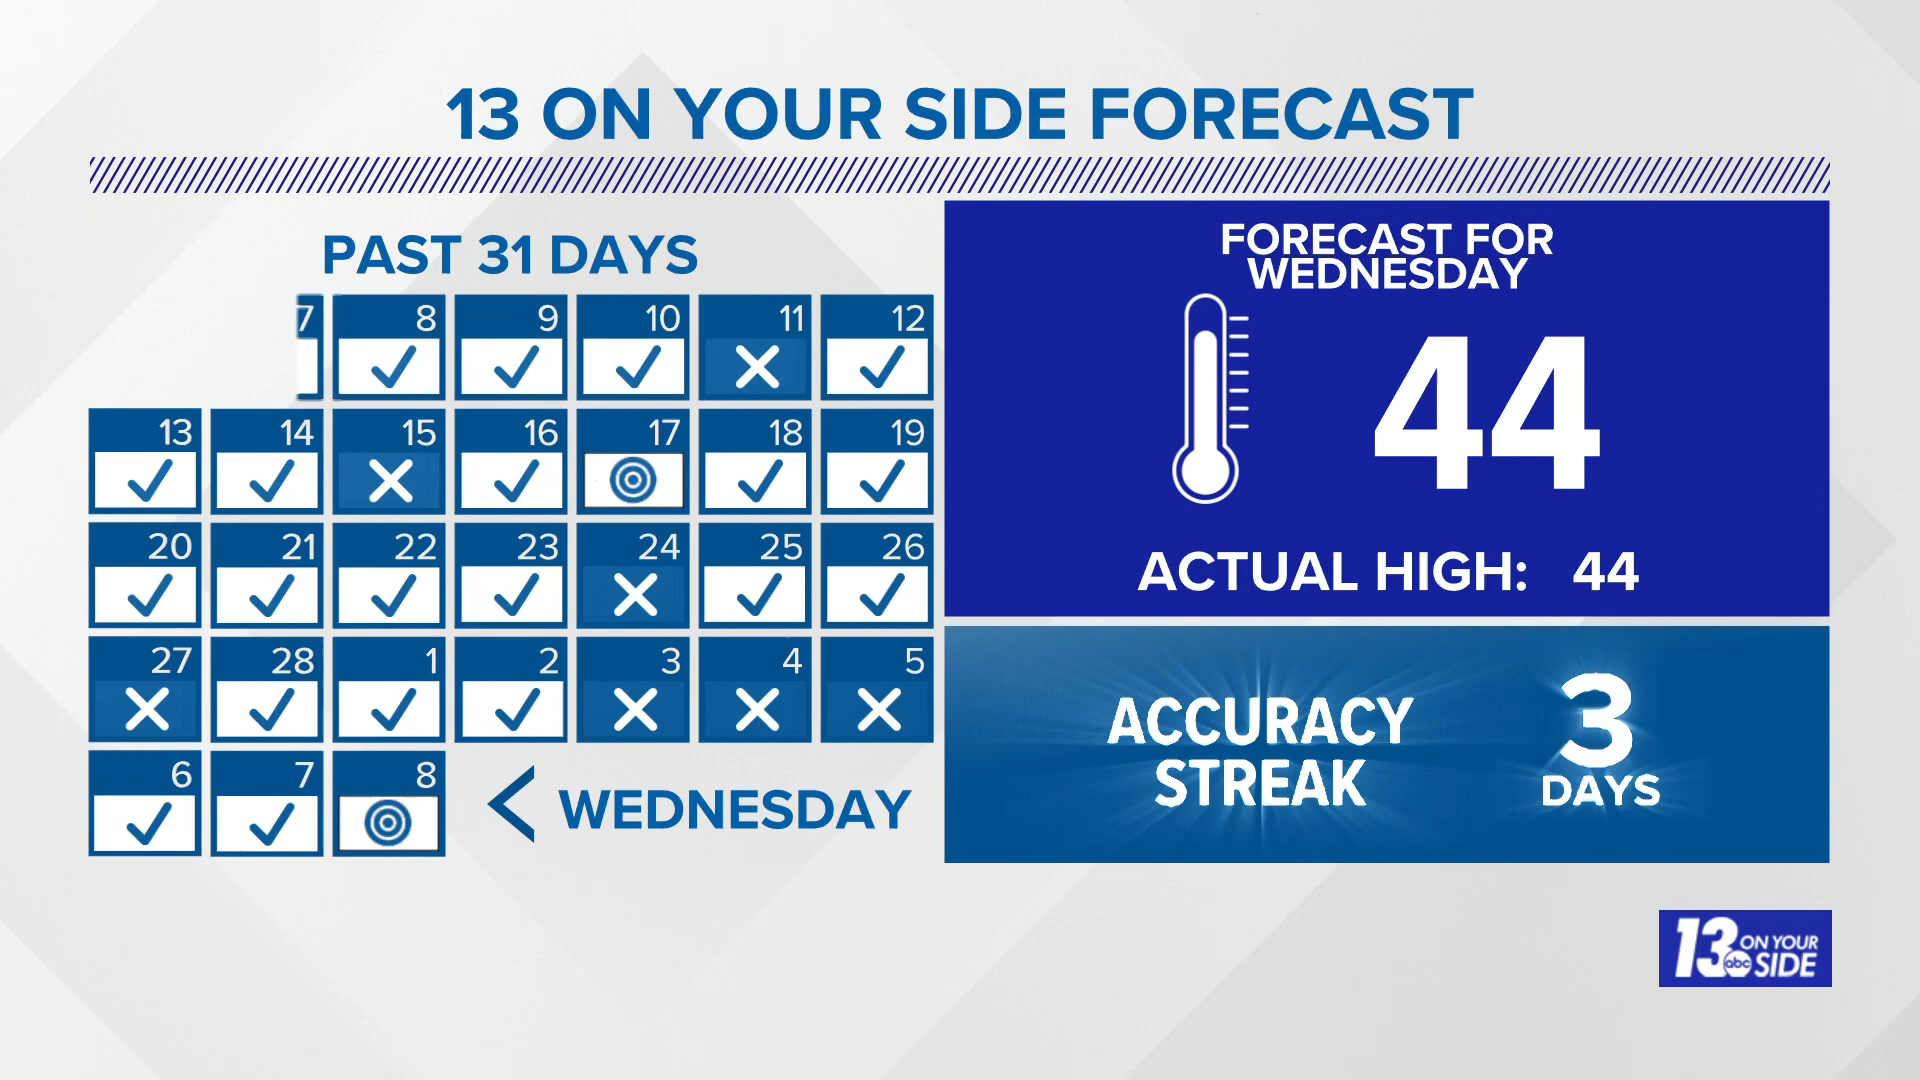 13 ON YOUR SIDE FORECAST
PAST 31 DAYS
7 8 9 10 11 12
13 14 15 16 17 18 19
20 21 22 23 24 25 26
27 28 1 2 3 4 5
6 7 8
WEDNESDAY
FORECAST FOR
WEDNESDAY
44
ACTUAL HIGH: 44
ACCURACY
STREAK
3
DAYS
13 ON YOUR
abc SIDE